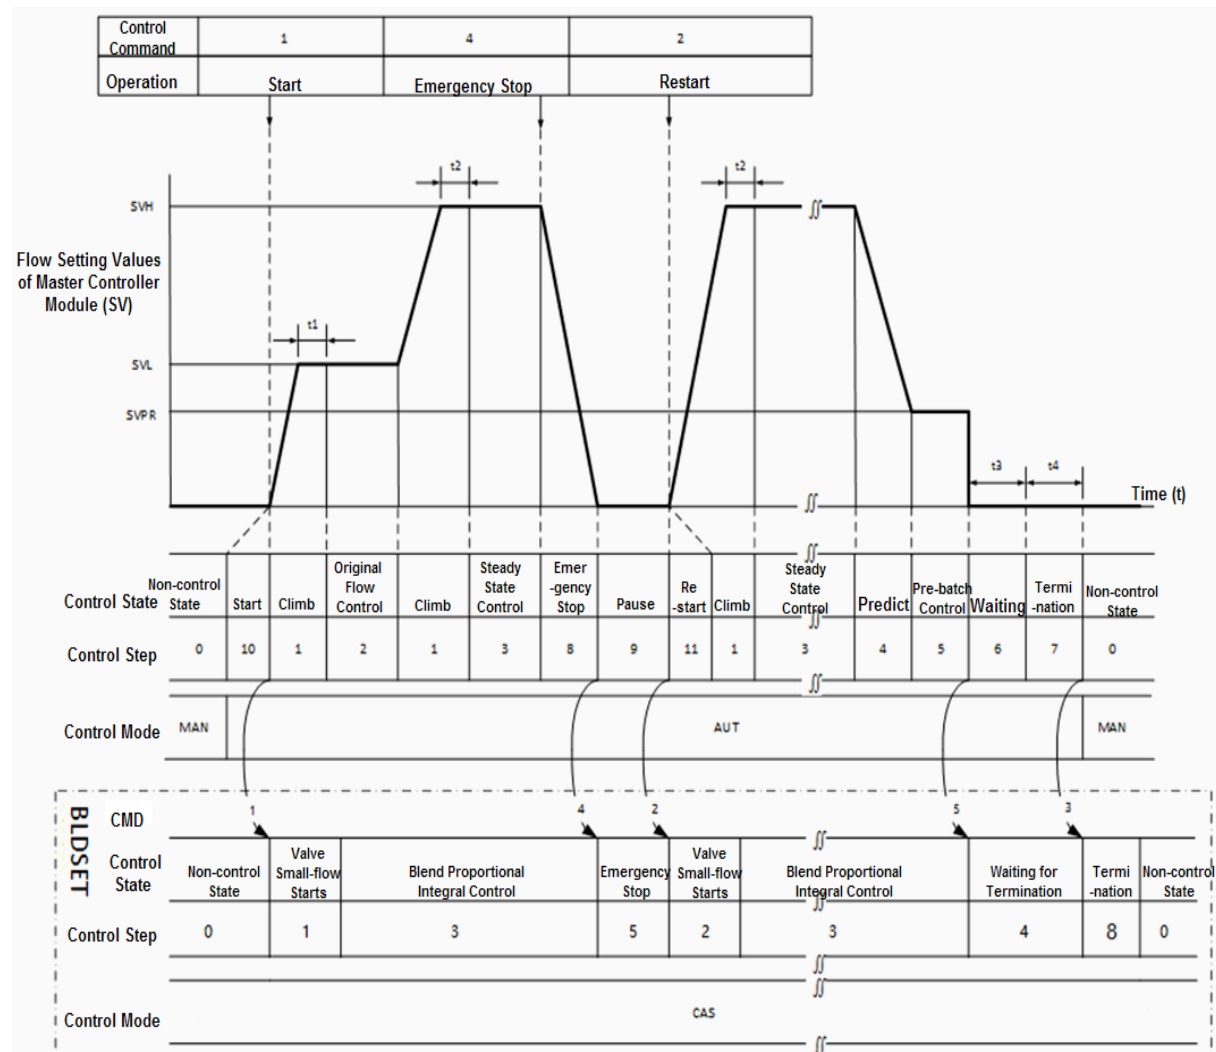 Control
Command
1
4
2
Operation
Start
Emergency Stop
Restart
t2
t2
SVH
Flow Setting Values
of Master Controller
Module (SV)
t1
SVL
SVPR
t3
t4
Time (t)
Control State
Non-control
State
Start
Climb
Original
Flow
Control
Climb
Steady
State
Control
Emer
-gency
Stop
Pause
Re
-start
Climb
Steady
State
Control
Predict
Pre-batch
Control
Waiting
Termi
-nation
Non-control
State
Control Step
0
10
1
2
1
3
8
9
11
1
3
4
5
6
7
0
Control Mode
MAN
AUT
MAN
BLDSET
CMD
1
4
2
5
3
Control
State
Non-control
State
Valve
Small-flow
Starts
Blend Proportional
Integral Control
Emergency
Stop
Valve
Small-flow
Starts
Blend Proportional
Integral Control
Waiting for
Termination
Termi
-nation
Non-control
State
Control Step
0
1
3
5
2
3
4
8
0
Control Mode
CAS